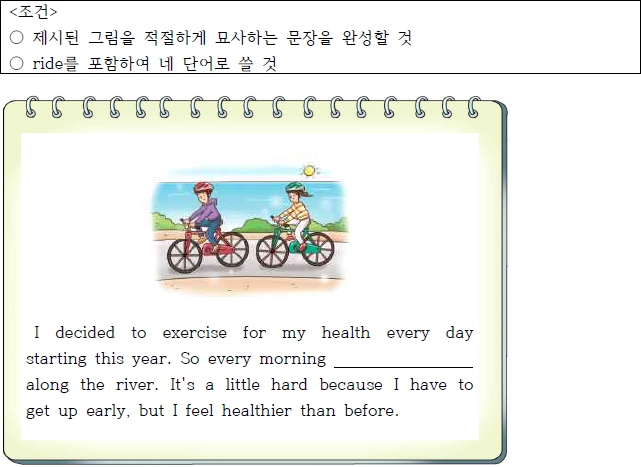 <조건>
○ 제시된 그림을 적절하게 묘사하는 문장을 완성할 것
○ ride를 포함하여 네 단어로 쓸 것
I decided to exercise for my health every day
starting this year. So every morning ________________
along the river. It's a little hard because I have to
get up early, but I feel healthier than before.